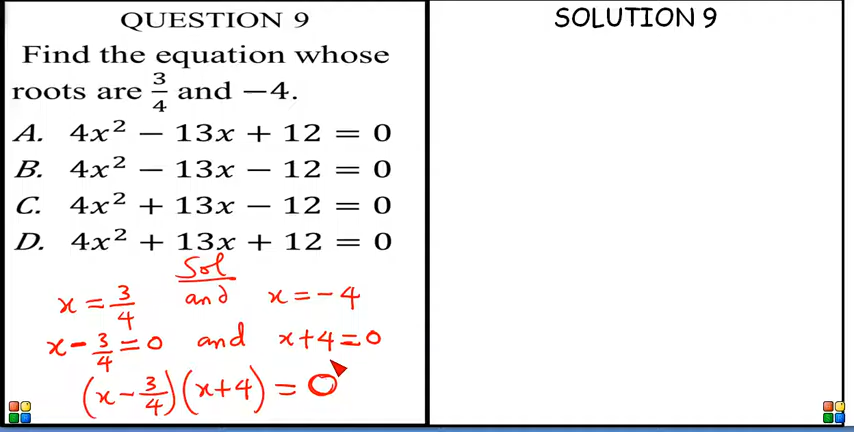 QUESTION 9
Find the equation whose
roots are 3/4 and −4.
A. 4x² − 13x + 12 = 0
B. 4x² − 13x − 12 = 0
C. 4x² + 13x − 12 = 0
D. 4x² + 13x + 12 = 0
Sol
x = 3/4 and x = −4
x − 3/4 = 0 and x + 4 = 0
(x − 3/4)(x + 4) = 0
SOLUTION 9